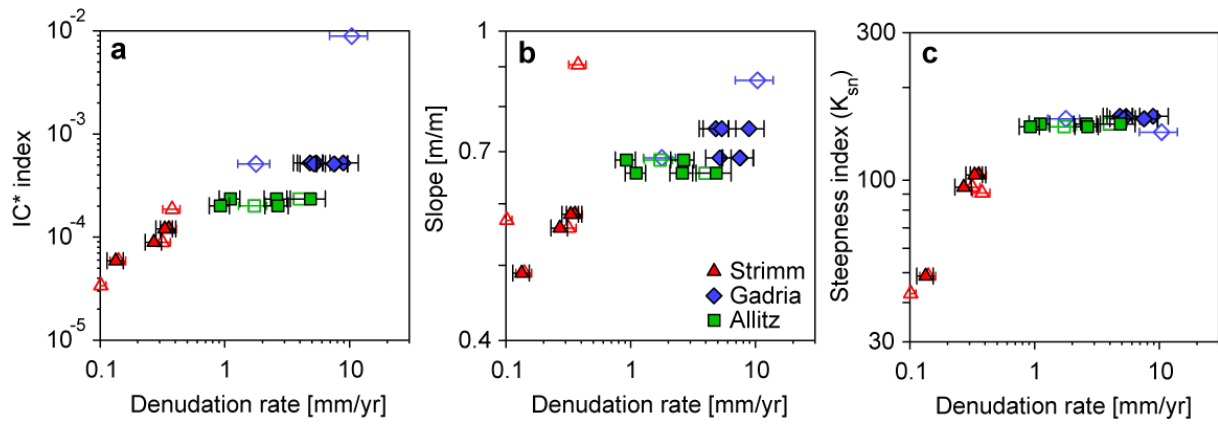 10⁻²
10⁻³
10⁻⁴
10⁻⁵
IC* index
a
0.1
1
10
Denudation rate [mm/yr]
1
0.7
0.4
Slope [m/m]
b
Strimm
Gadria
Allitz
0.1
1
10
Denudation rate [mm/yr]
300
100
30
Steepness index (Kₛₙ)
c
0.1
1
10
Denudation rate [mm/yr]